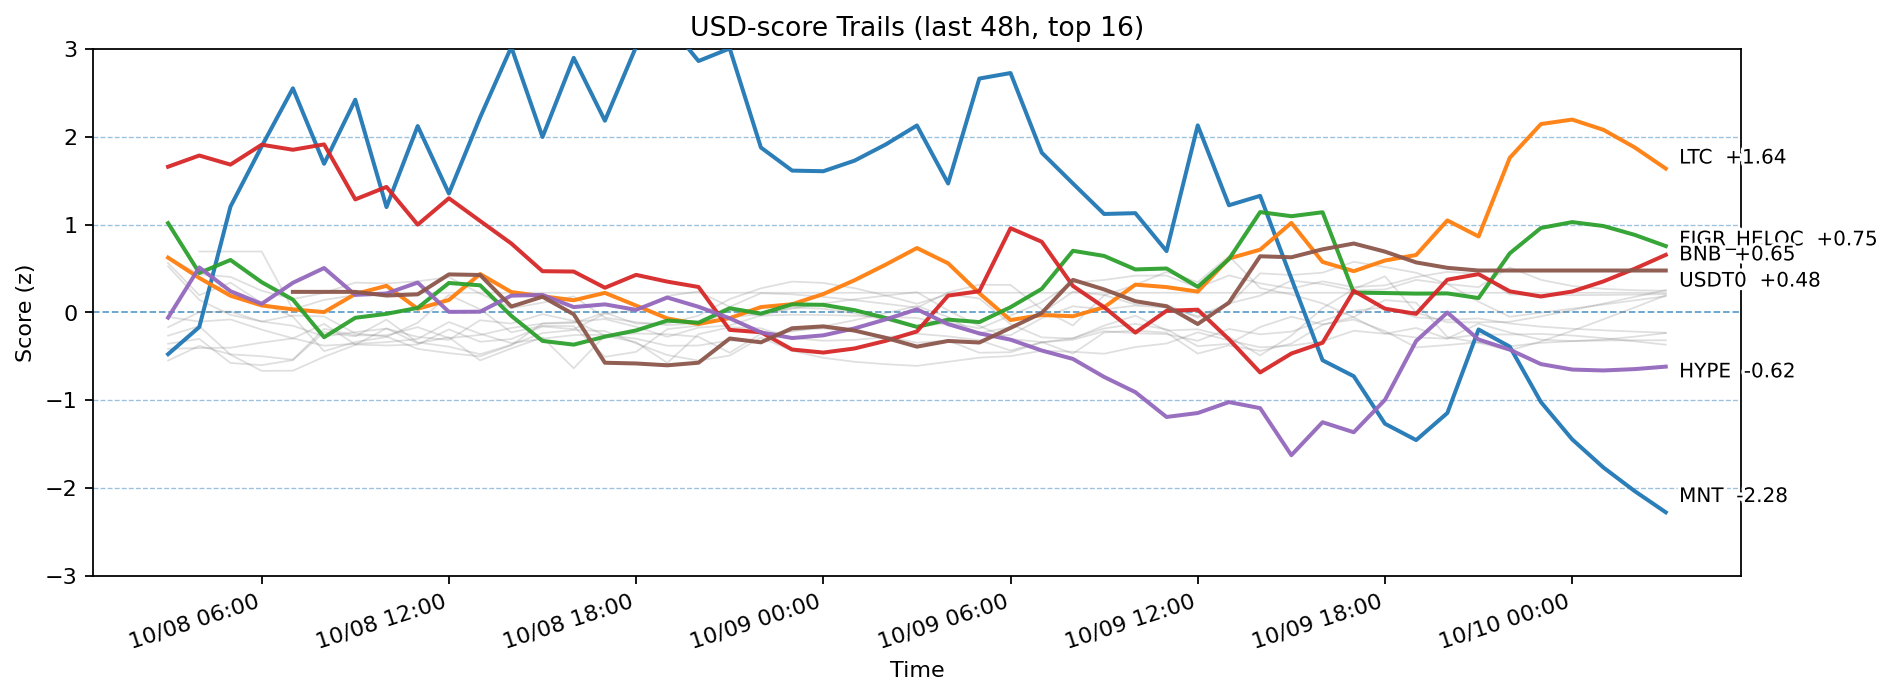 USD-score Trails (last 48h, top 16)
Score (z)
3
2
1
0
−1
−2
−3
LTC +1.64
FIGR_HELOC +0.75
BNB +0.65
USDT0 +0.48
HYPE -0.62
MNT -2.28
10/08 06:00
10/08 12:00
10/08 18:00
10/09 00:00
10/09 06:00
10/09 12:00
10/09 18:00
10/10 00:00
Time